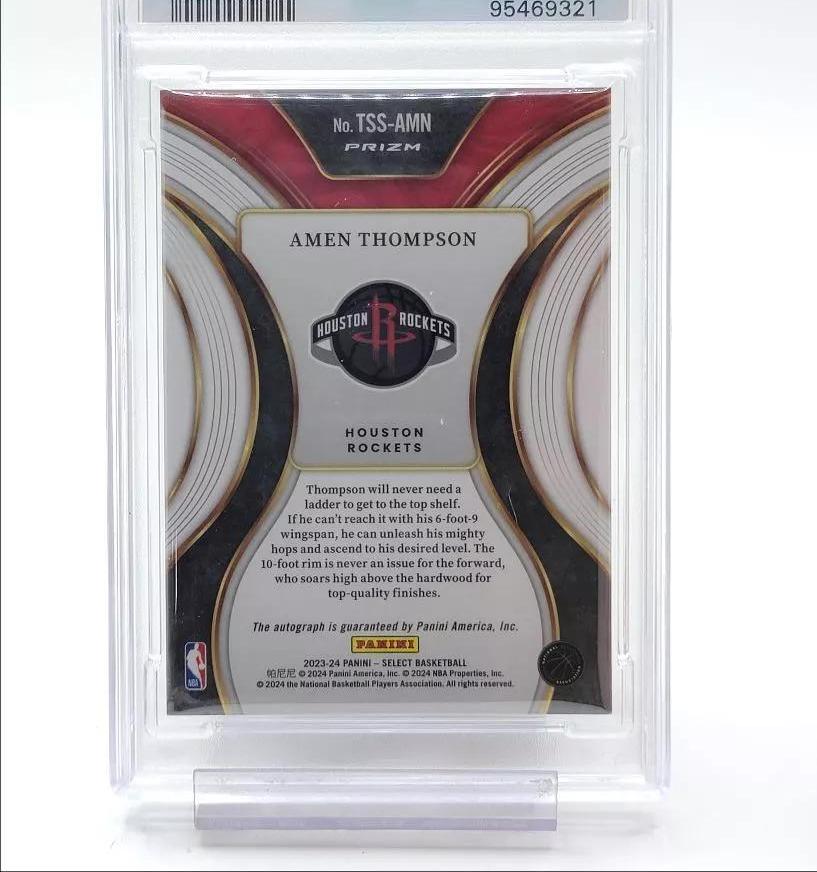 95469321
No. TSS-AMN
PRIZM
AMEN THOMPSON
HOUSTON ROCKETS
HOUSTON
ROCKETS
Thompson will never need a
ladder to get to the top shelf.
If he can't reach it with his 6-foot-9
wingspan, he can unleash his mighty
hops and ascend to his desired level. The
10-foot rim is never an issue for the forward,
who soars high above the hardwood for
top-quality finishes.
The autograph is guaranteed by Panini America, Inc.
PANINI
2023-24 PANINI – SELECT BASKETBALL
帕尼尼 © 2024 Panini America, Inc. © 2024 NBA Properties, Inc.
© 2024 the National Basketball Players Association. All rights reserved.
NBA